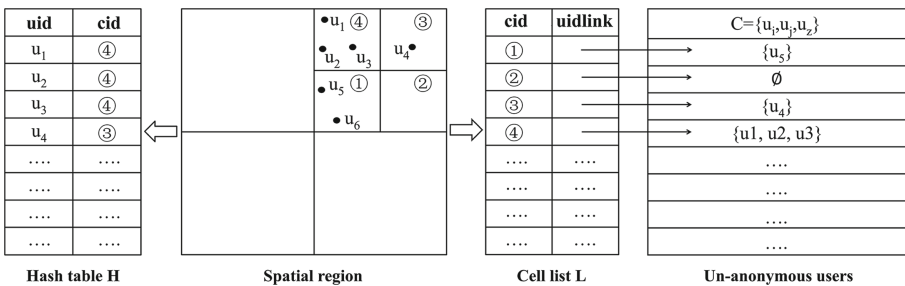 uid cid
u1 ④
u2 ④
u3 ④
u4 ③
.... ....
.... ....
.... ....
.... ....
Hash table H
u1 ④ ③
u2 u3 u4
u5 ① ②
u6
Spatial region
cid uidlink
①
②
③
④
.... ....
.... ....
.... ....
.... ....
Cell list L
C={ui,uj,uz}
{u5}
∅
{u4}
{u1, u2, u3}
....
....
....
....
Un-anonymous users